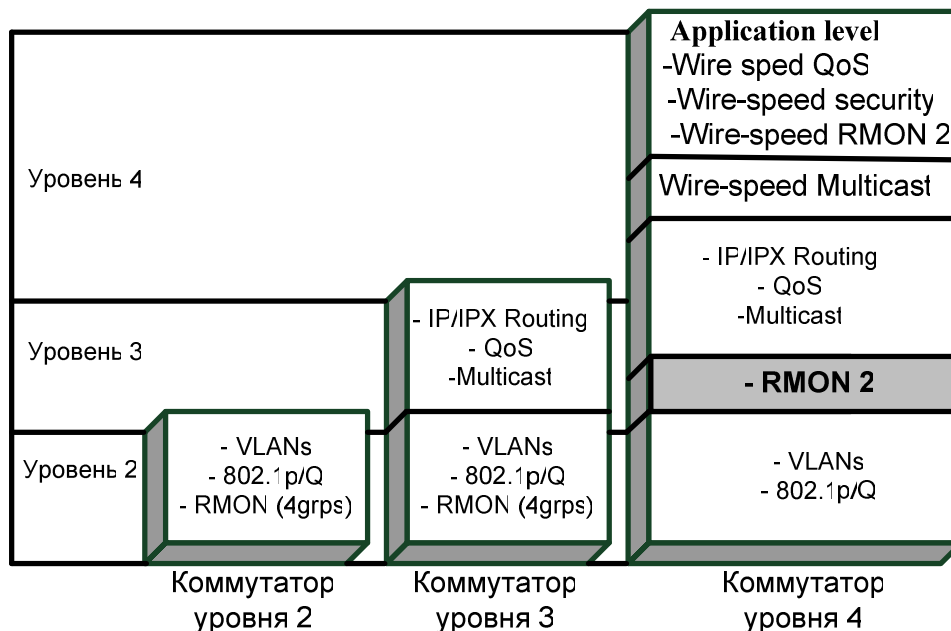 Application level
-Wire sped QoS
-Wire-speed security
-Wire-speed RMON 2
Уровень 4
Wire-speed Multicast
- IP/IPX Routing
- QoS
-Multicast
Уровень 3
- IP/IPX Routing
- QoS
-Multicast
- RMON 2
Уровень 2
- VLANs
- 802.1p/Q
- RMON (4grps)
- VLANs
- 802.1p/Q
- RMON (4grps)
- VLANs
- 802.1p/Q
Коммутатор
уровня 2
Коммутатор
уровня 3
Коммутатор
уровня 4